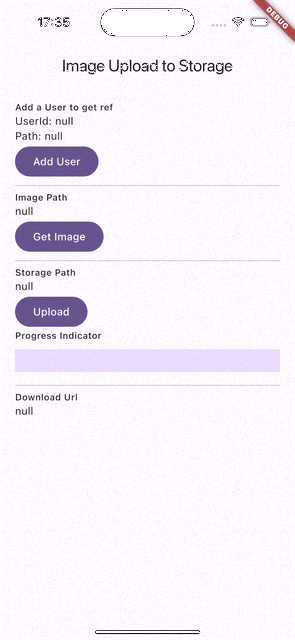 17:35
DEBUG
Image Upload to Storage
Add a User to get ref
UserId: null
Path: null
Add User
Image Path
null
Get Image
Storage Path
null
Upload
Progress Indicator
Download Url
null